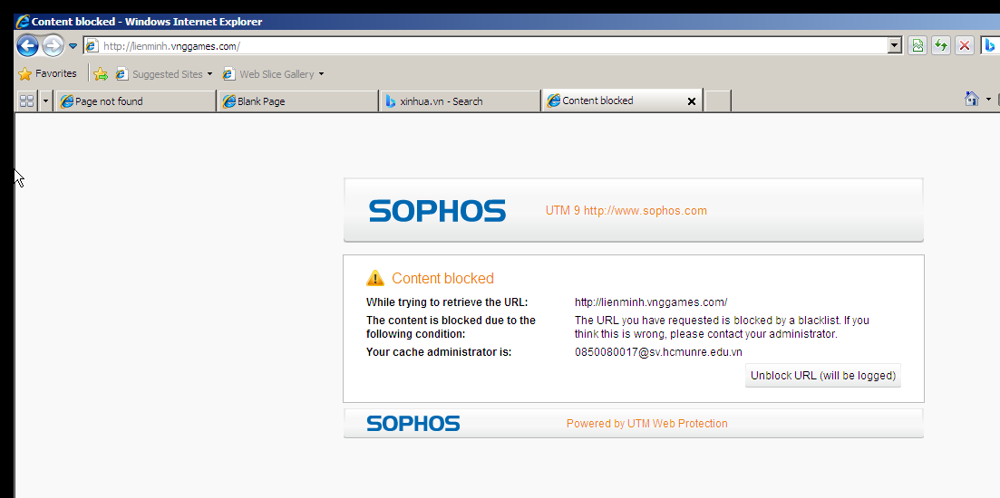 Content blocked - Windows Internet Explorer
http://lienminh.vnggames.com/
Favorites Suggested Sites Web Slice Gallery
Page not found Blank Page xinhua.vn - Search Content blocked
SOPHOS UTM 9 http://www.sophos.com
Content blocked
While trying to retrieve the URL: http://lienminh.vnggames.com/
The content is blocked due to the The URL you have requested is blocked by a blacklist. If you
following condition: think this is wrong, please contact your administrator.
Your cache administrator is: 0850080017@sv.hcmunre.edu.vn
Unblock URL (will be logged)
SOPHOS Powered by UTM Web Protection